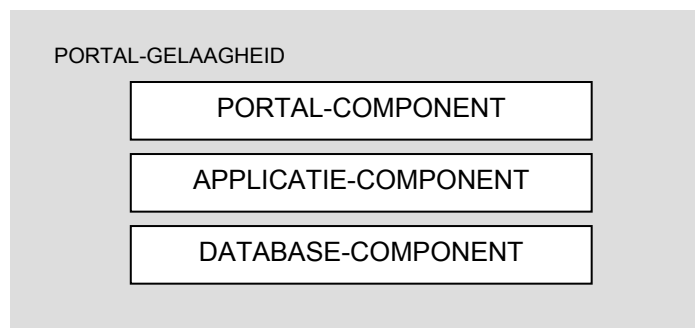 PORTAL-GELAAGHEID
PORTAL-COMPONENT
APPLICATIE-COMPONENT
DATABASE-COMPONENT